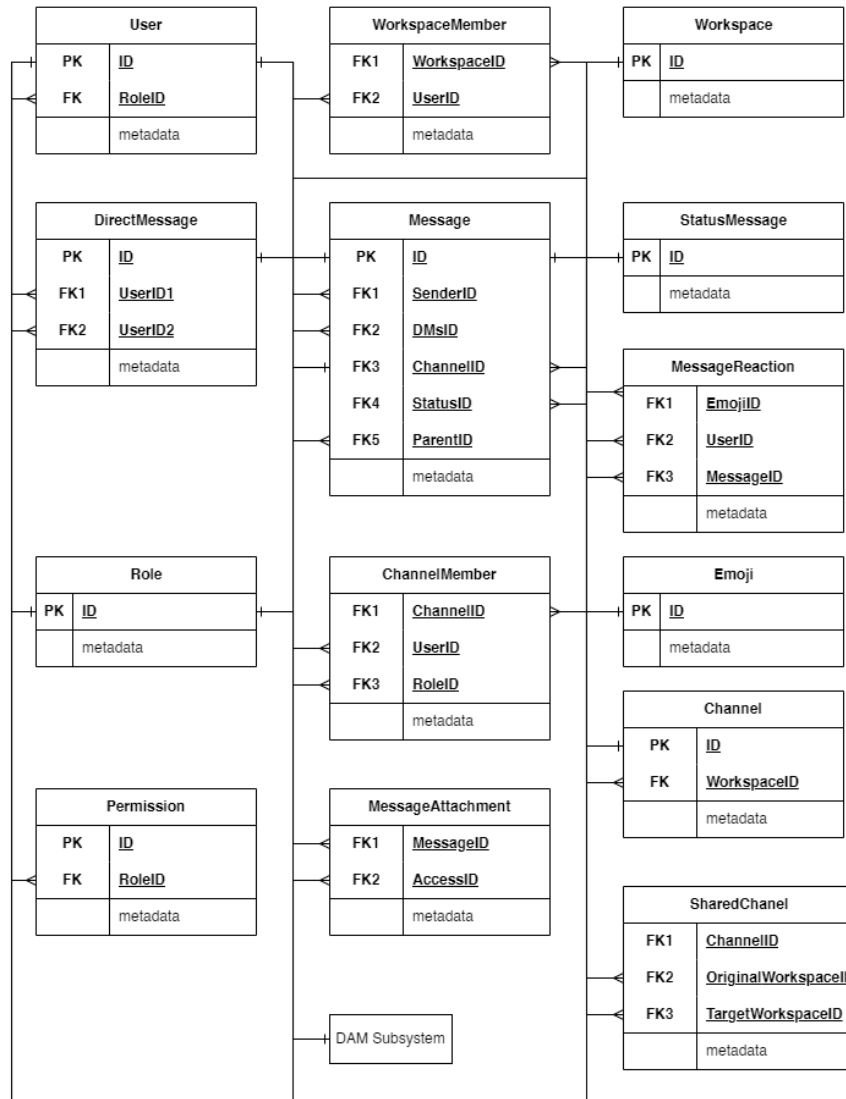 User
PK ID
FK RoleID
metadata
WorkspaceMember
FK1 WorkspaceID
FK2 UserID
metadata
Workspace
PK ID
metadata
DirectMessage
PK ID
FK1 UserID1
FK2 UserID2
metadata
Message
PK ID
FK1 SenderID
FK2 DMsID
FK3 ChannelID
FK4 StatusID
FK5 ParentID
metadata
StatusMessage
PK ID
metadata
MessageReaction
FK1 EmojiID
FK2 UserID
FK3 MessageID
metadata
Role
PK ID
metadata
ChannelMember
FK1 ChannelID
FK2 UserID
FK3 RoleID
metadata
Emoji
PK ID
metadata
Channel
PK ID
FK WorkspaceID
metadata
Permission
PK ID
FK RoleID
metadata
MessageAttachment
FK1 MessageID
FK2 AccessID
metadata
SharedChanel
FK1 ChannelID
FK2
FK3 TargetWorkspaceID
metadata
DAM Subsystem